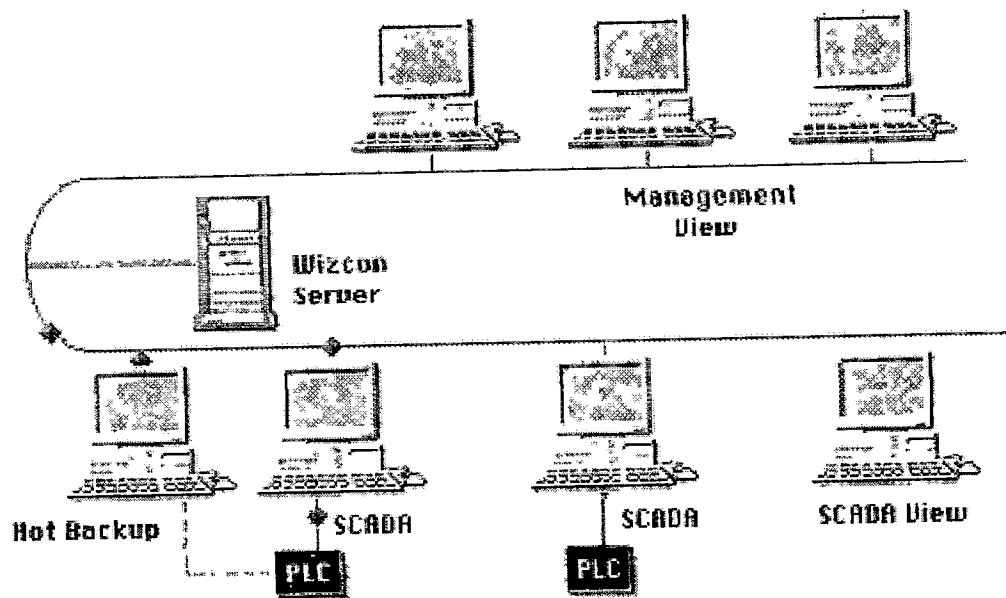 Management
View
Wizcon
Server
Hot Backup
SCADA
SCADA
SCADA View
PLC
PLC